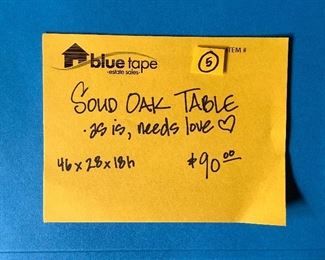 blue tape
-estate sales-
5
ITEM #
SOLID OAK TABLE
·as is, needs love ♡
46 x 28 x 18h
$90.00